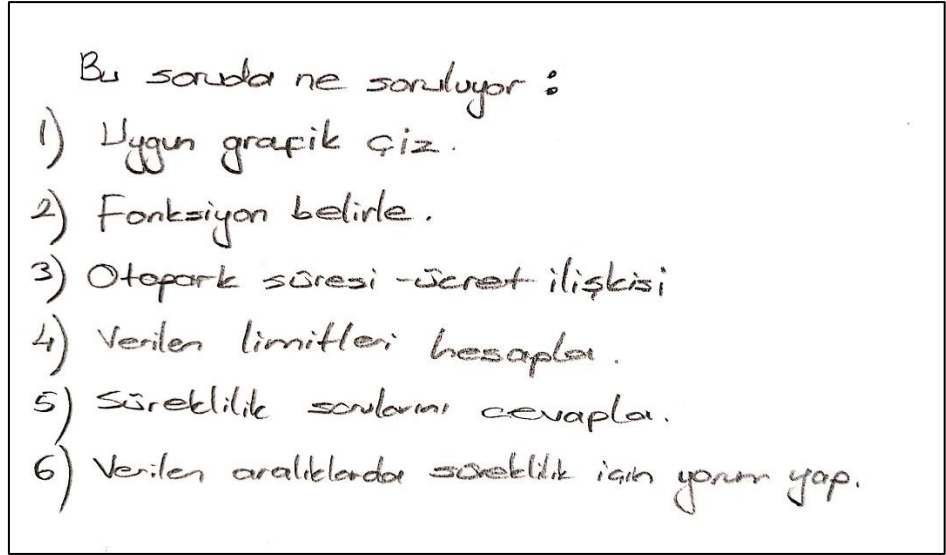 Bu soruda ne soruluyor :
1) Uygun grafik çiz.
2) Fonksiyon belirle.
3) Otopark süresi -ücret ilişkisi
4) Verilen limitleri hesapla.
5) Süreklilik sorularını cevapla.
6) Verilen aralıklarda süreklilik için yorum yap.